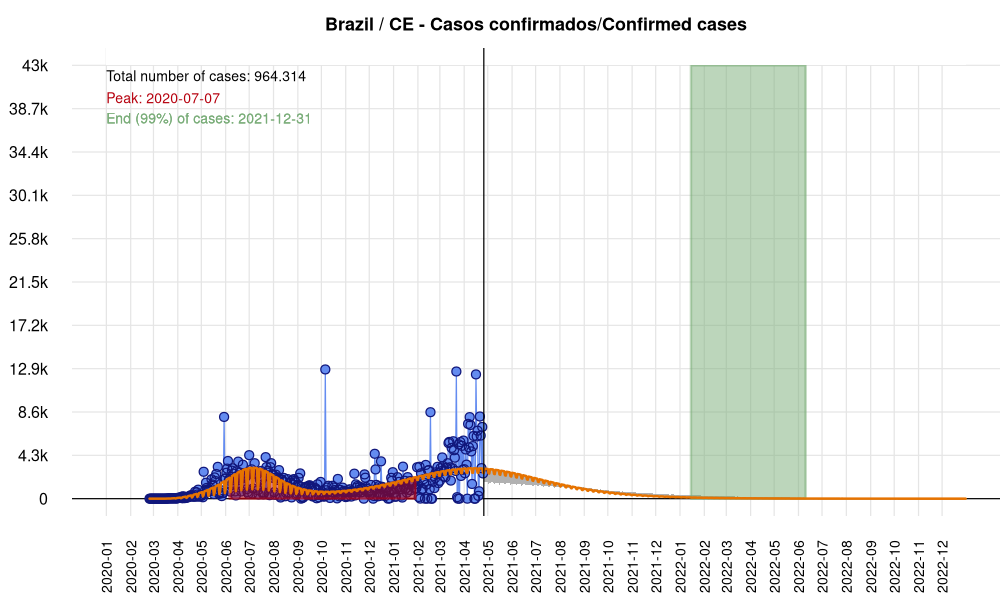 Brazil / CE - Casos confirmados/Confirmed cases
Total number of cases: 964.314
Peak: 2020-07-07
End (99%) of cases: 2021-12-31
43k
38.7k
34.4k
30.1k
25.8k
21.5k
17.2k
12.9k
8.6k
4.3k
0
2020-01
2020-02
2020-03
2020-04
2020-05
2020-06
2020-07
2020-08
2020-09
2020-10
2020-11
2020-12
2021-01
2021-02
2021-03
2021-04
2021-05
2021-06
2021-07
2021-08
2021-09
2021-10
2021-11
2021-12
2022-01
2022-02
2022-03
2022-04
2022-05
2022-06
2022-07
2022-08
2022-09
2022-10
2022-11
2022-12